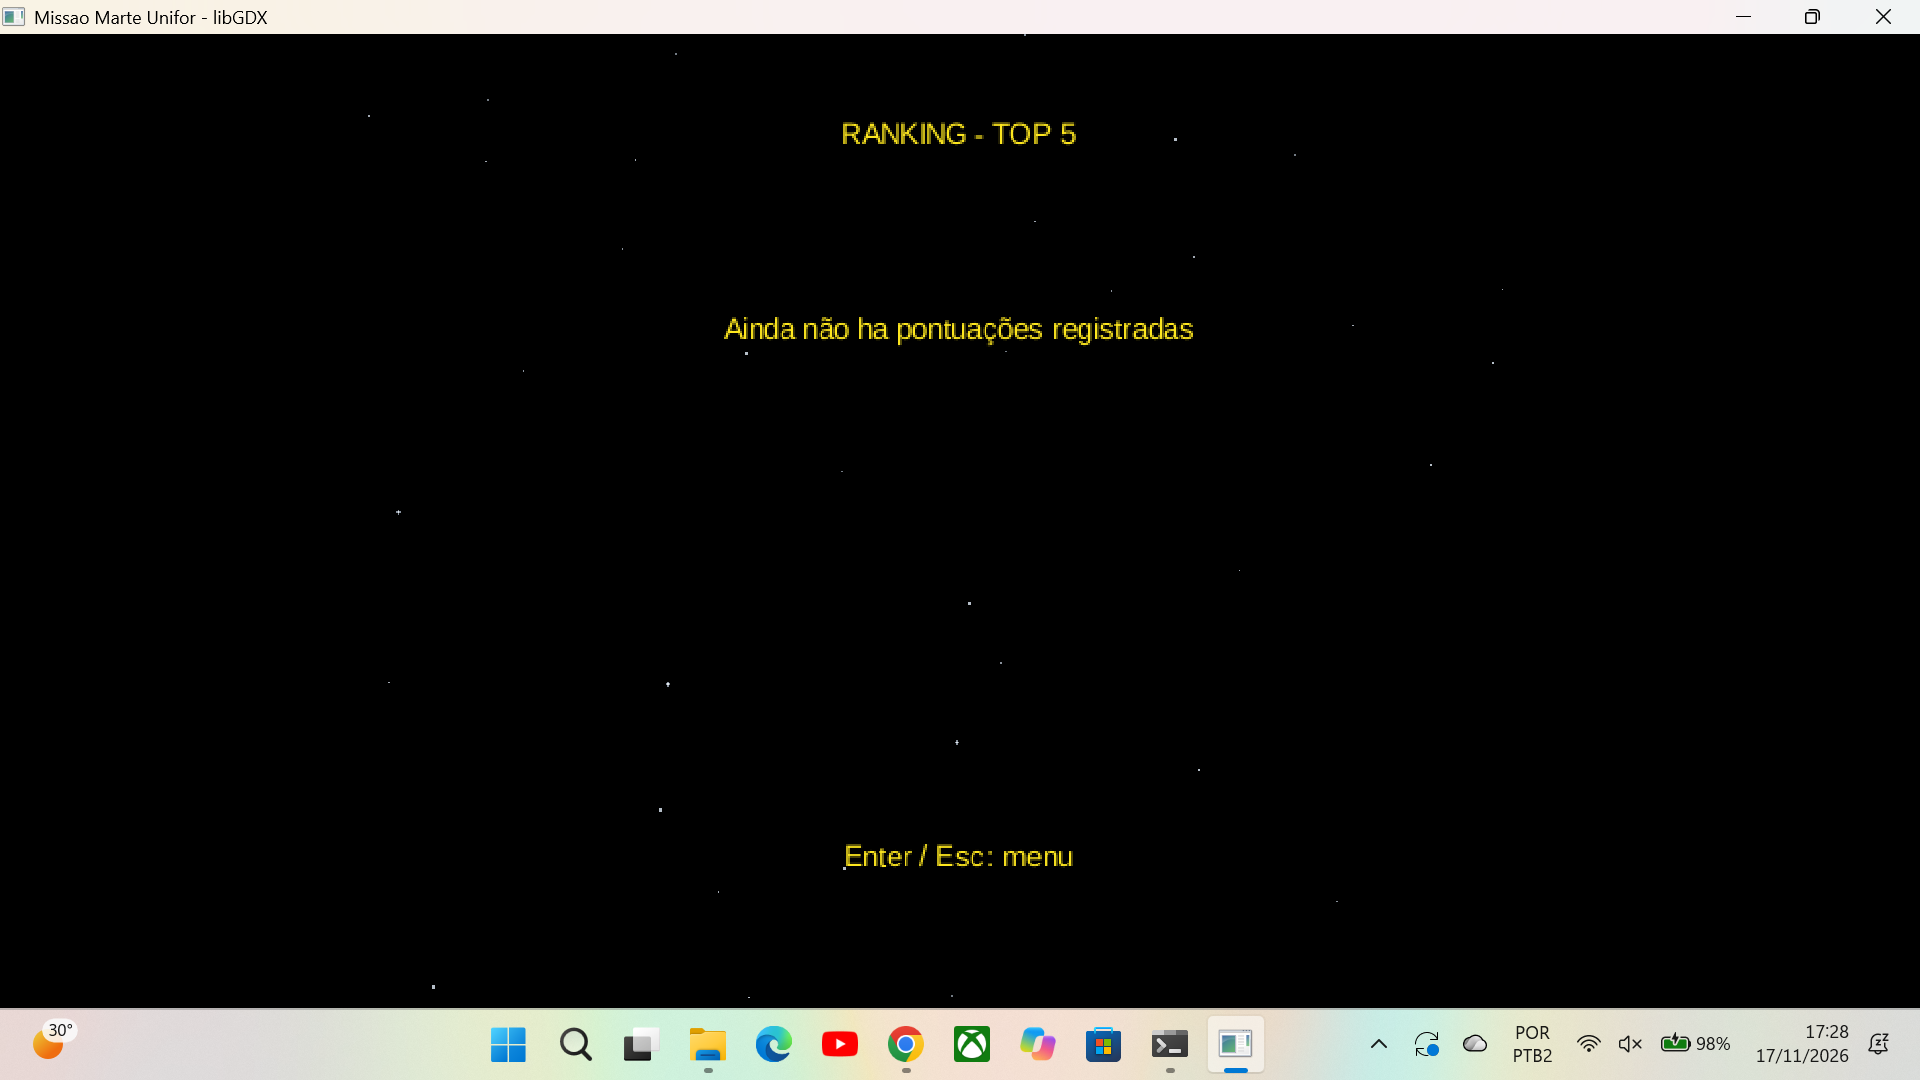 Missao Marte Unifor - libGDX
RANKING - TOP 5
Ainda não ha pontuações registradas
Enter / Esc: menu
30°
POR
PTB2
98%
17:28
17/11/2026